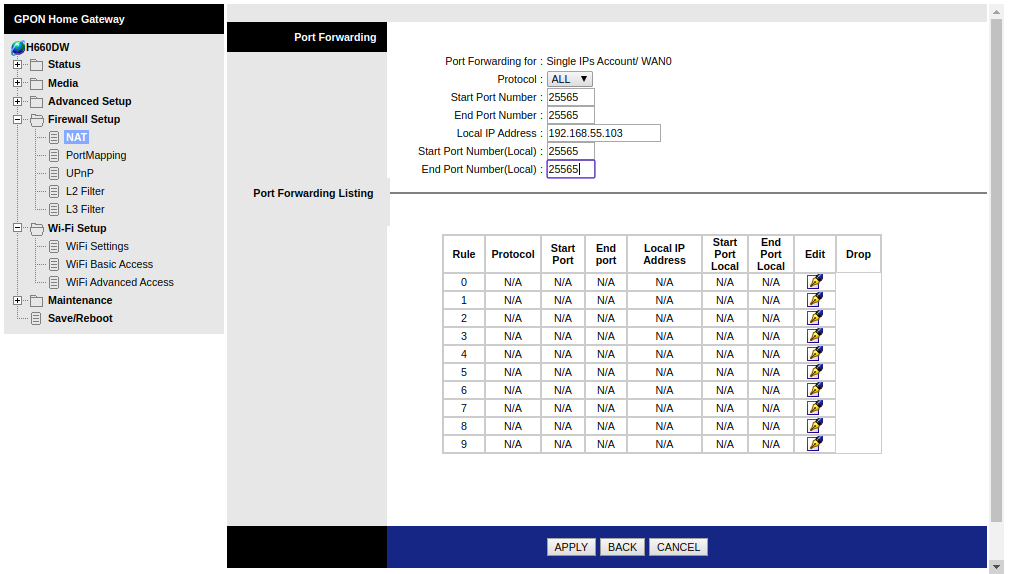 GPON Home Gateway
H660DW
Status
Media
Advanced Setup
Firewall Setup
NAT
PortMapping
UPnP
L2 Filter
L3 Filter
Wi-Fi Setup
WiFi Settings
WiFi Basic Access
WiFi Advanced Access
Maintenance
Save/Reboot
Port Forwarding
Port Forwarding for : Single IPs Account/ WAN0
Protocol : ALL ▼
Start Port Number : 25565
End Port Number : 25565
Local IP Address : 192.168.55.103
Start Port Number(Local) : 25565
End Port Number(Local) : 25565
Port Forwarding Listing
Rule Protocol Start Port End port Local IP Address Start Port Local End Port Local Edit Drop
0 N/A N/A N/A N/A N/A N/A
1 N/A N/A N/A N/A N/A N/A
2 N/A N/A N/A N/A N/A N/A
3 N/A N/A N/A N/A N/A N/A
4 N/A N/A N/A N/A N/A N/A
5 N/A N/A N/A N/A N/A N/A
6 N/A N/A N/A N/A N/A N/A
7 N/A N/A N/A N/A N/A N/A
8 N/A N/A N/A N/A N/A N/A
9 N/A N/A N/A N/A N/A N/A
APPLY BACK CANCEL